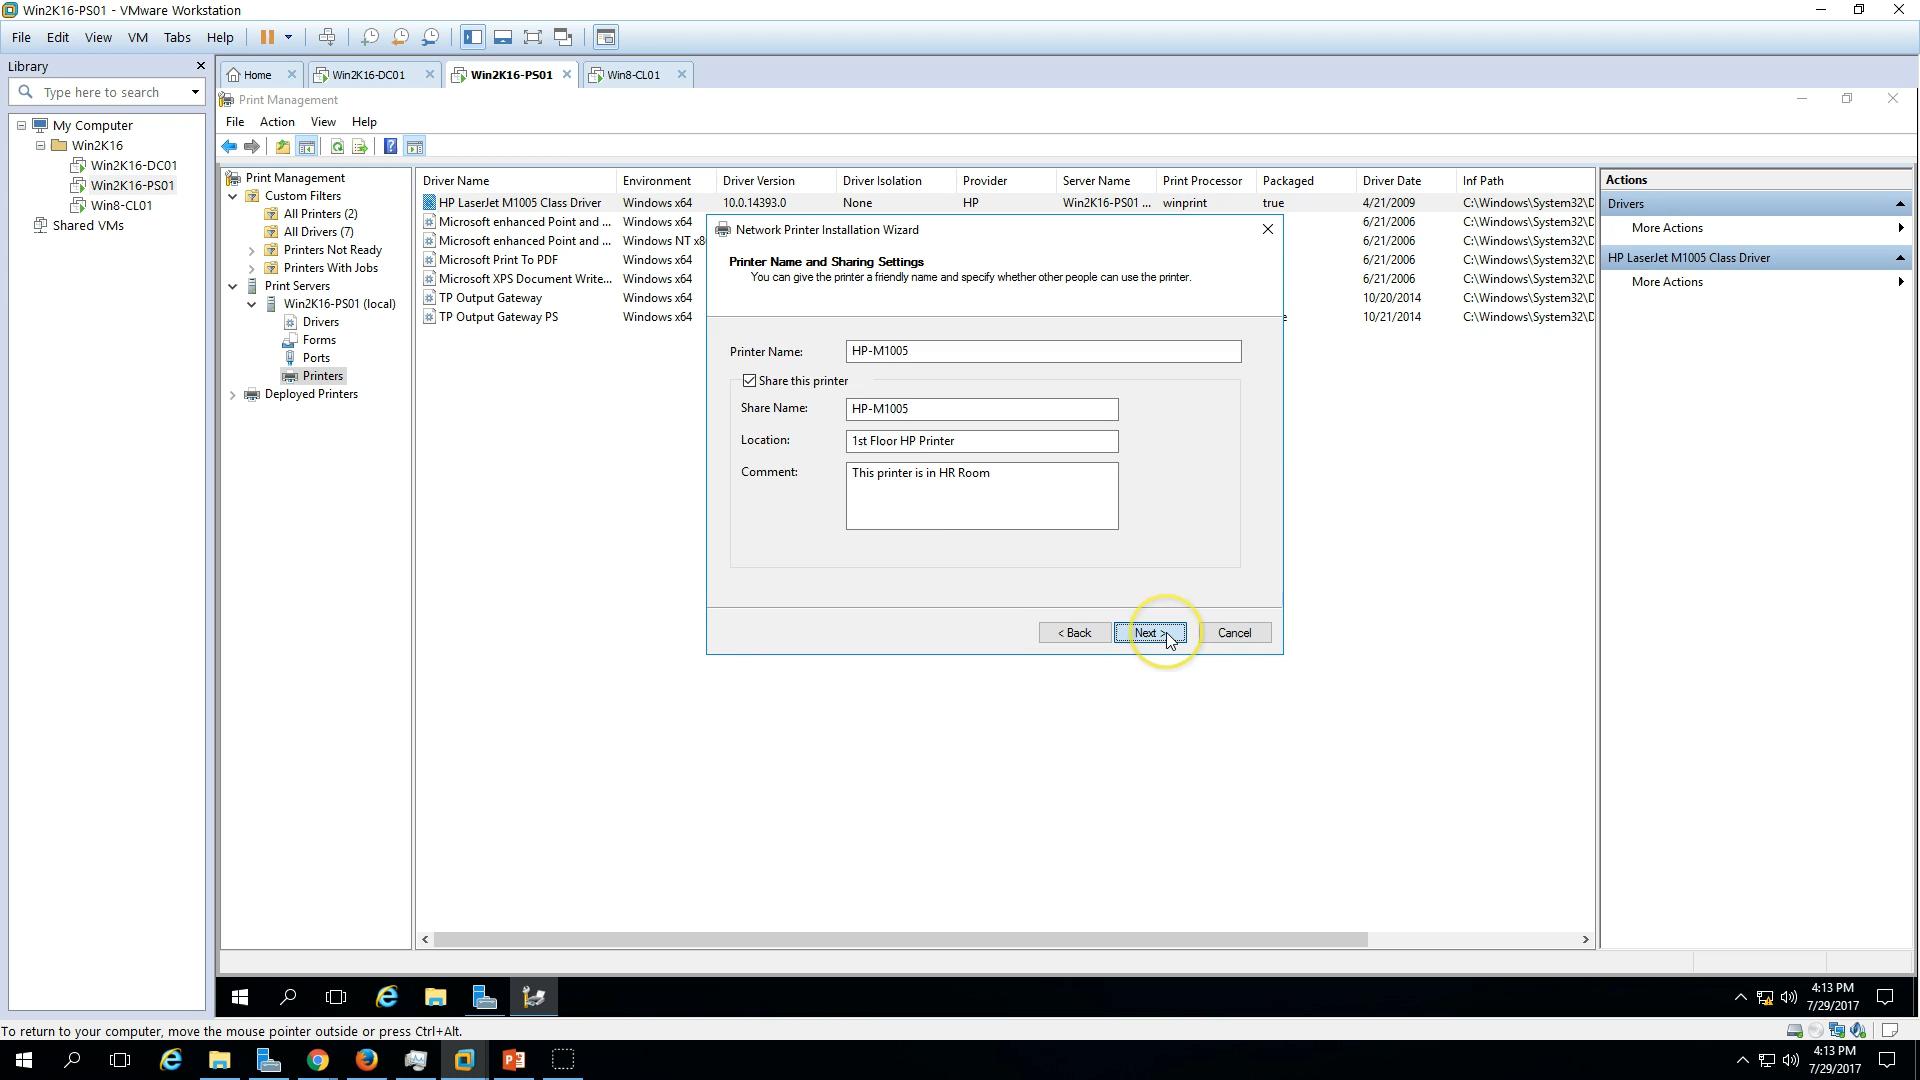 Win2K16-PS01 - VMware Workstation
File Edit View VM Tabs Help
Library
Type here to search
My Computer
Win2K16
Win2K16-DC01
Win2K16-PS01
Win8-CL01
Shared VMs
Home Win2K16-DC01 Win2K16-PS01 Win8-CL01
Print Management
File Action View Help
Print Management
Custom Filters
All Printers (2)
All Drivers (7)
Printers Not Ready
Printers With Jobs
Print Servers
Win2K16-PS01 (local)
Drivers
Forms
Ports
Printers
Deployed Printers
Driver Name Environment Driver Version Driver Isolation Provider Server Name Print Processor Packaged Driver Date Inf Path
HP LaserJet M1005 Class Driver Windows x64 10.0.14393.0 None HP Win2K16-PS01 ... winprint true 4/21/2009 C:\Windows\System32\D
Microsoft enhanced Point and ... Windows x64 6/21/2006 C:\Windows\System32\D
Microsoft enhanced Point and ... Windows NT x8 6/21/2006 C:\Windows\System32\D
Microsoft Print To PDF Windows x64 6/21/2006 C:\Windows\System32\D
Microsoft XPS Document Write... Windows x64 6/21/2006 C:\Windows\System32\D
TP Output Gateway Windows x64 10/20/2014 C:\Windows\System32\D
TP Output Gateway PS Windows x64 10/21/2014 C:\Windows\System32\D
Network Printer Installation Wizard
Printer Name and Sharing Settings
You can give the printer a friendly name and specify whether other people can use the printer.
Printer Name: HP-M1005
Share this printer
Share Name: HP-M1005
Location: 1st Floor HP Printer
Comment: This printer is in HR Room
< Back Next > Cancel
Actions
Drivers
More Actions
HP LaserJet M1005 Class Driver
More Actions
4:13 PM
7/29/2017
To return to your computer, move the mouse pointer outside or press Ctrl+Alt.
4:13 PM
7/29/2017